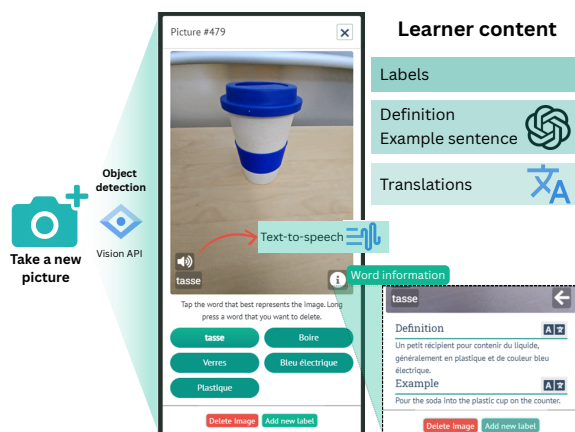 Picture #479
Learner content
Labels
Definition
Example sentence
Translations
Object
detection
Vision API
Take a new
picture
Text-to-speech
tasse
Word information
Tap the word that best represents the image. Long
press a word that you want to delete.
tasse
Boire
Verres
Bleu électrique
Plastique
Delete Image
Add new label
tasse
Definition
Un petit récipient pour contenir du liquide,
généralement en plastique et de couleur bleu
électrique.
Example
Pour the soda into the plastic cup on the counter.
Delete Image
Add new label